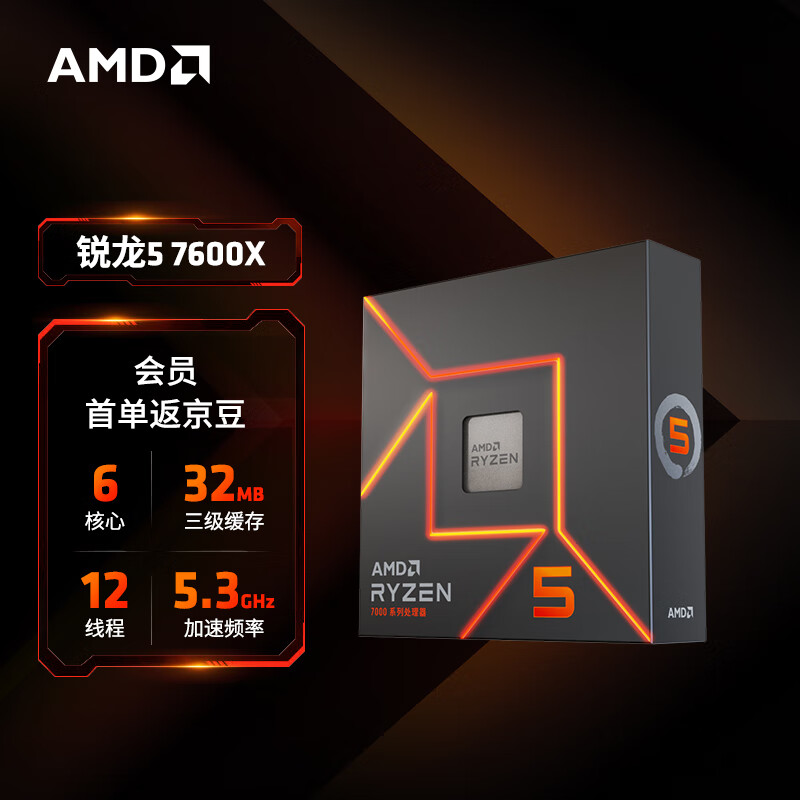 AMD
锐龙5 7600X
会员
首单返京豆
6
核心
32MB
三级缓存
12
线程
5.3GHz
加速频率
AMD
RYZEN
AMD
RYZEN
7000 系列处理器
5
5
AMD